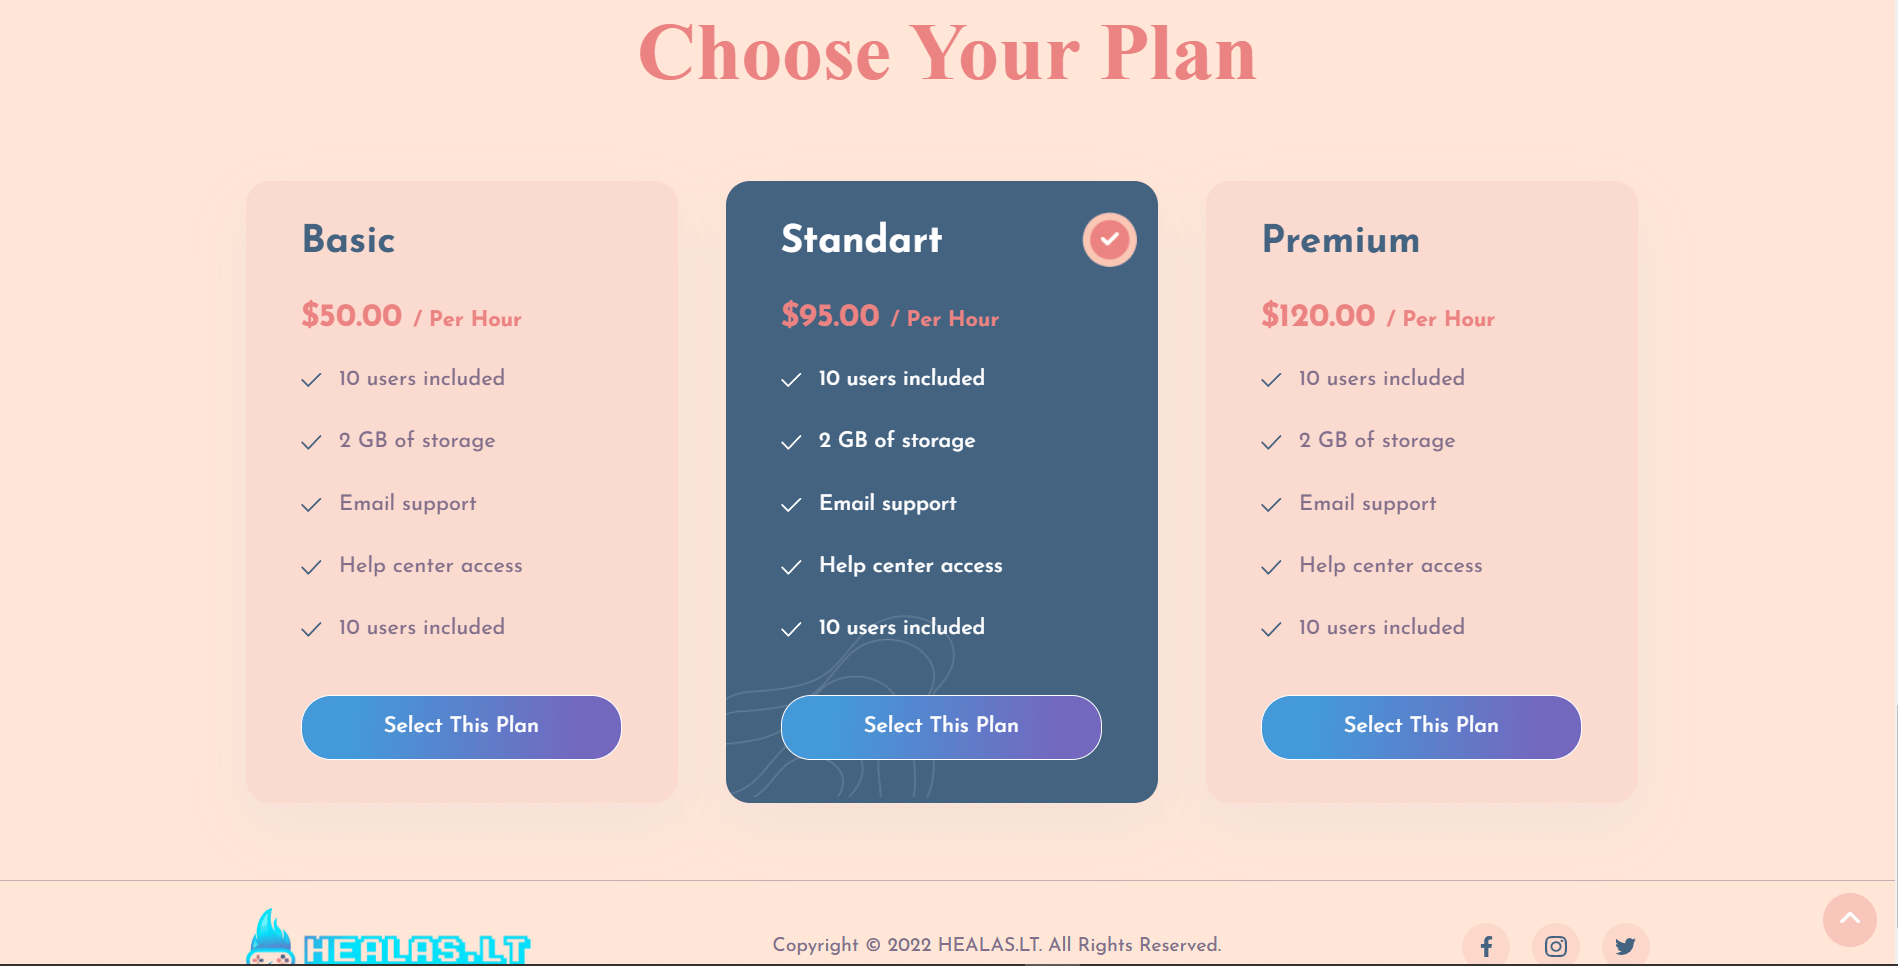 Choose Your Plan
Basic
$50.00 / Per Hour
10 users included
2 GB of storage
Email support
Help center access
10 users included
Select This Plan
Standart
$95.00 / Per Hour
10 users included
2 GB of storage
Email support
Help center access
10 users included
Select This Plan
Premium
$120.00 / Per Hour
10 users included
2 GB of storage
Email support
Help center access
10 users included
Select This Plan
HEALAS.LT
Copyright © 2022 HEALAS.LT. All Rights Reserved.